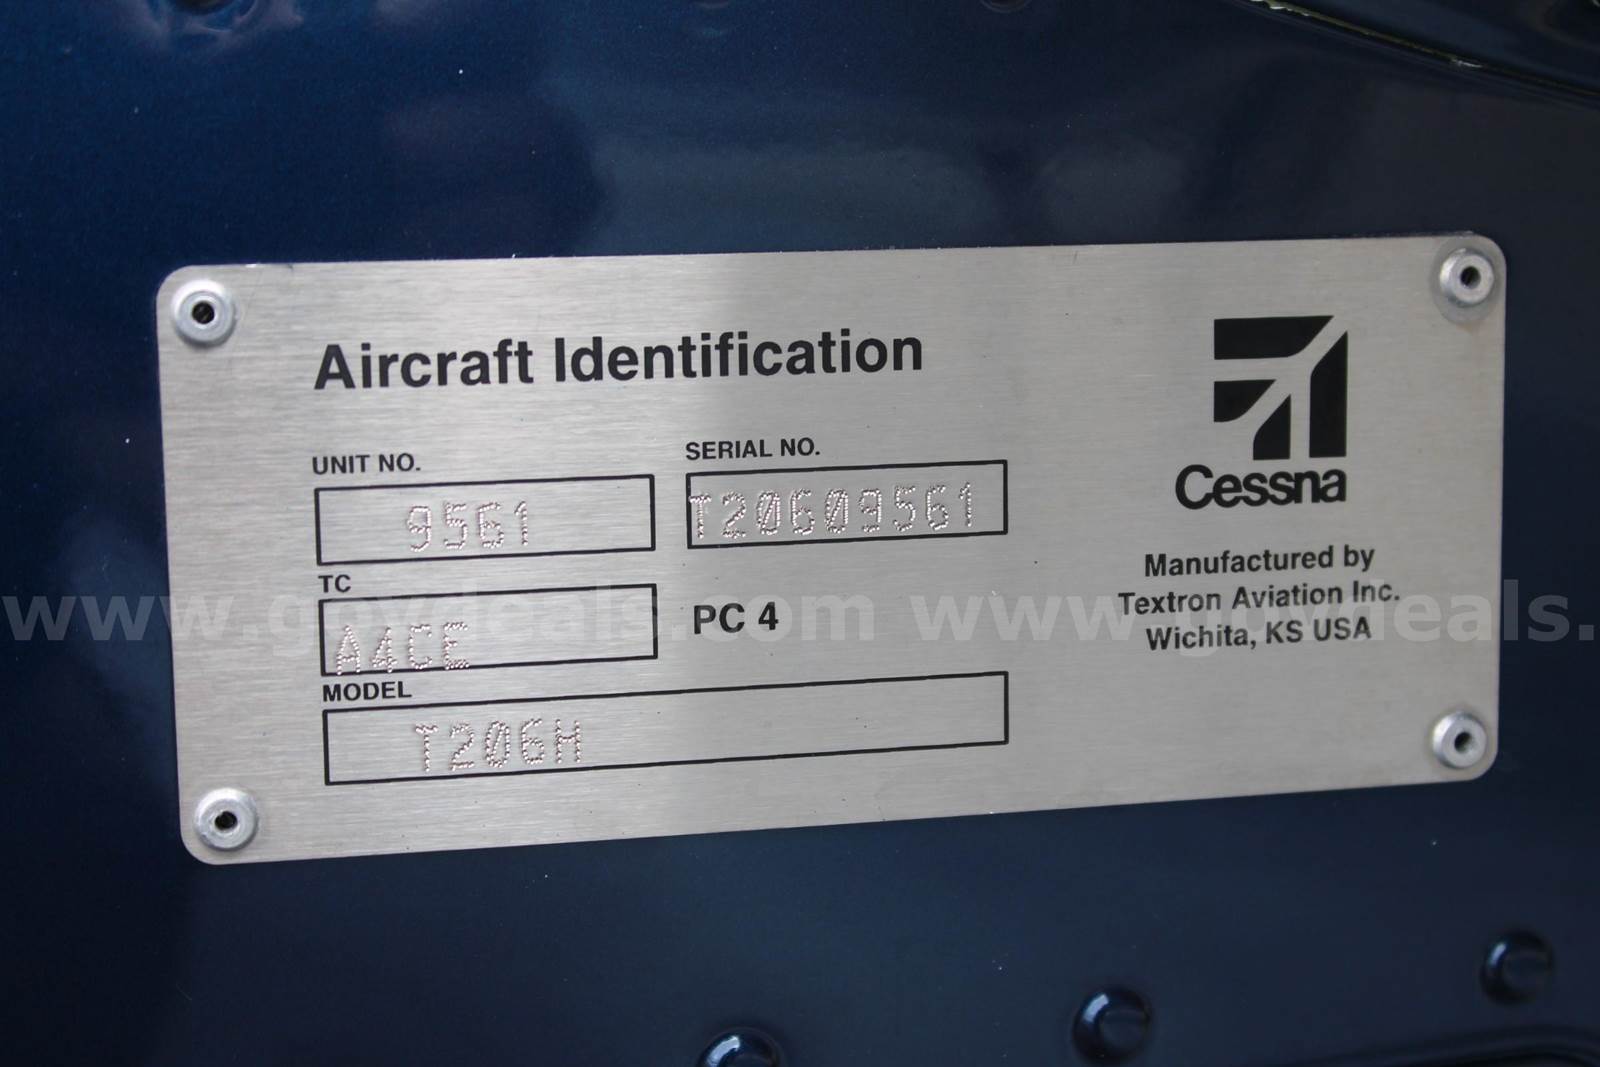 Aircraft Identification
UNIT NO.
9561
SERIAL NO.
T20609561
TC
A4CE
PC 4
MODEL
T206H
Cessna
Manufactured by
Textron Aviation Inc.
Wichita, KS USA
www.govdeals.com www.govdeals.